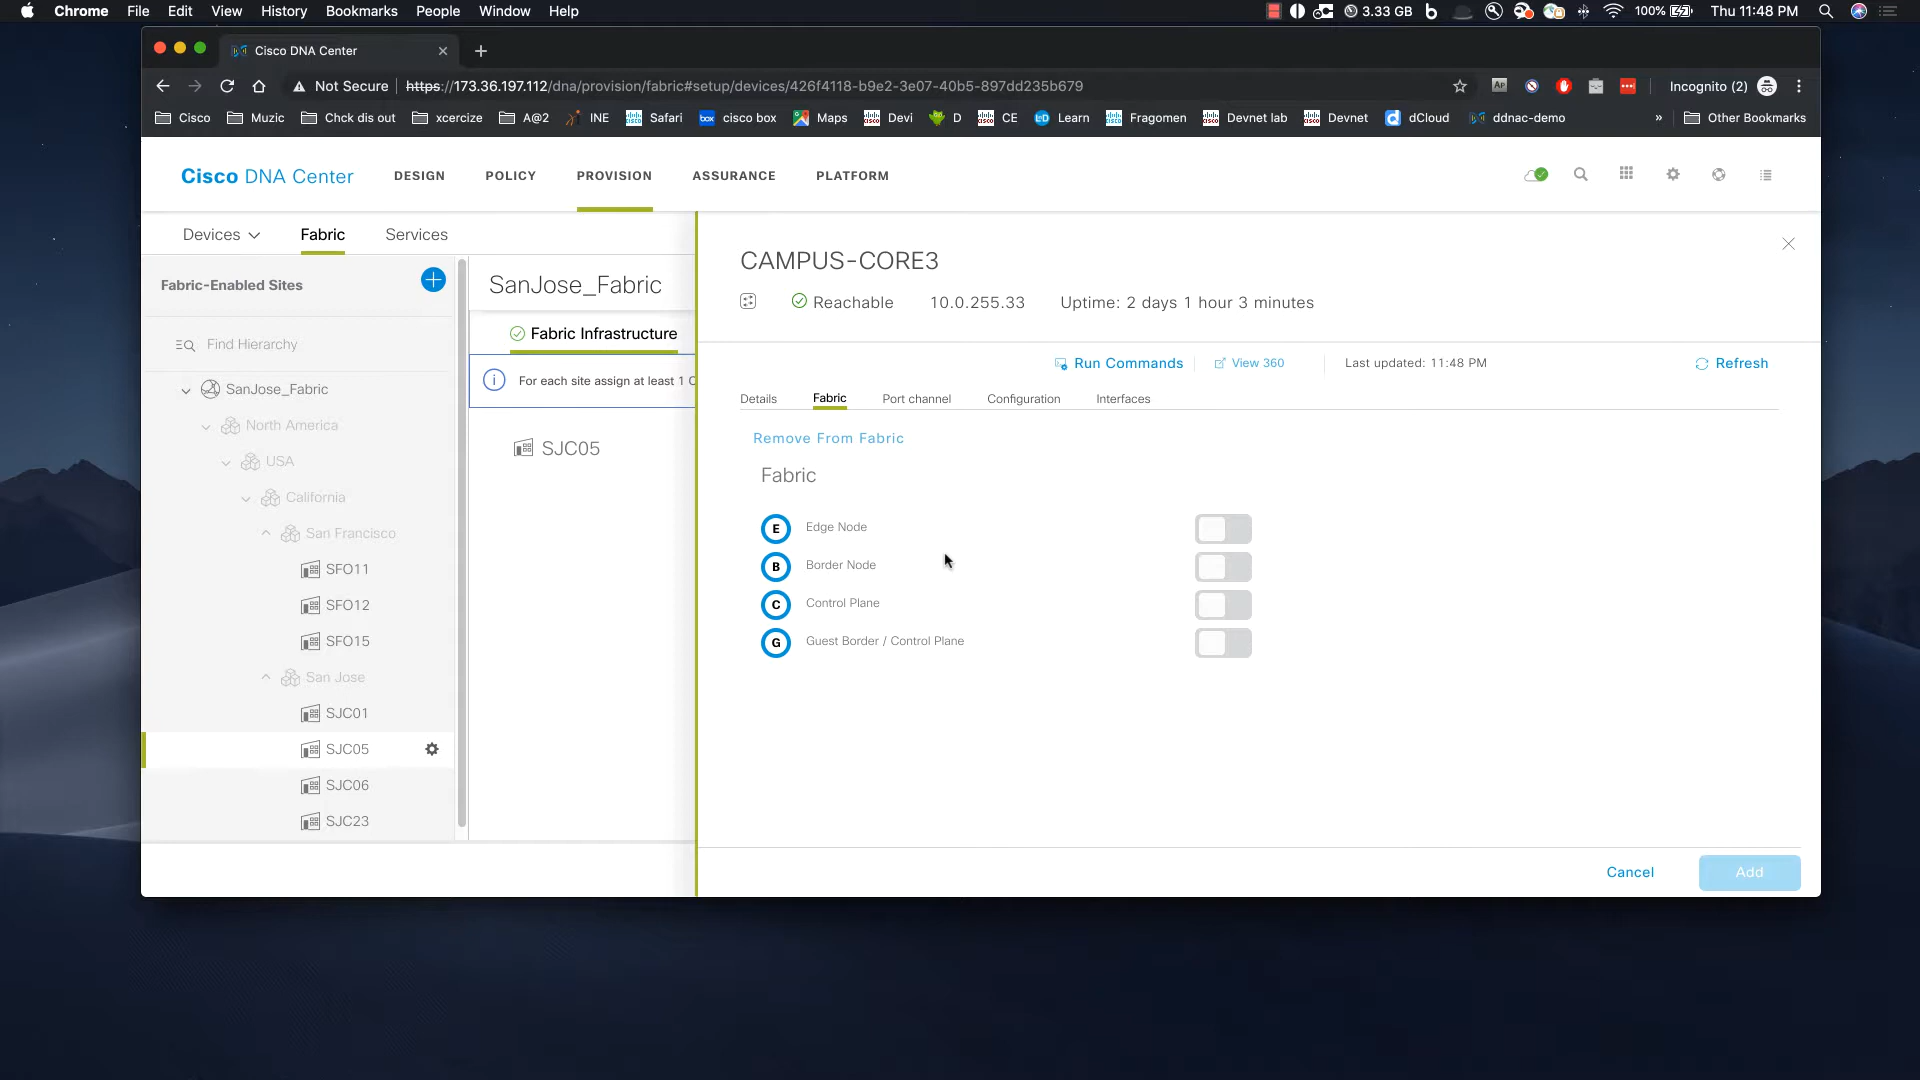 Chrome File Edit View History Bookmarks People Window Help 3.33 GB 100% Thu 11:48 PM
Cisco DNA Center
Not Secure https://173.36.197.112/dna/provision/fabric#setup/devices/426f4118-b9e2-3e07-40b5-897dd235b679 Incognito (2)
Cisco Muzic Chck dis out xcercize A@2 INE Safari cisco box Maps Devi D CE Learn Fragomen Devnet lab Devnet dCloud ddnac-demo » Other Bookmarks
Cisco DNA Center DESIGN POLICY PROVISION ASSURANCE PLATFORM
Devices Fabric Services
Fabric-Enabled Sites
Find Hierarchy
SanJose_Fabric
North America
USA
California
San Francisco
SFO11
SFO12
SFO15
San Jose
SJC01
SJC05
SJC06
SJC23
SanJose_Fabric
Fabric Infrastructure
For each site assign at least 1 C
SJC05
CAMPUS-CORE3
Reachable 10.0.255.33 Uptime: 2 days 1 hour 3 minutes
Run Commands View 360 Last updated: 11:48 PM Refresh
Details Fabric Port channel Configuration Interfaces
Remove From Fabric
Fabric
E Edge Node
B Border Node
C Control Plane
G Guest Border / Control Plane
Cancel Add